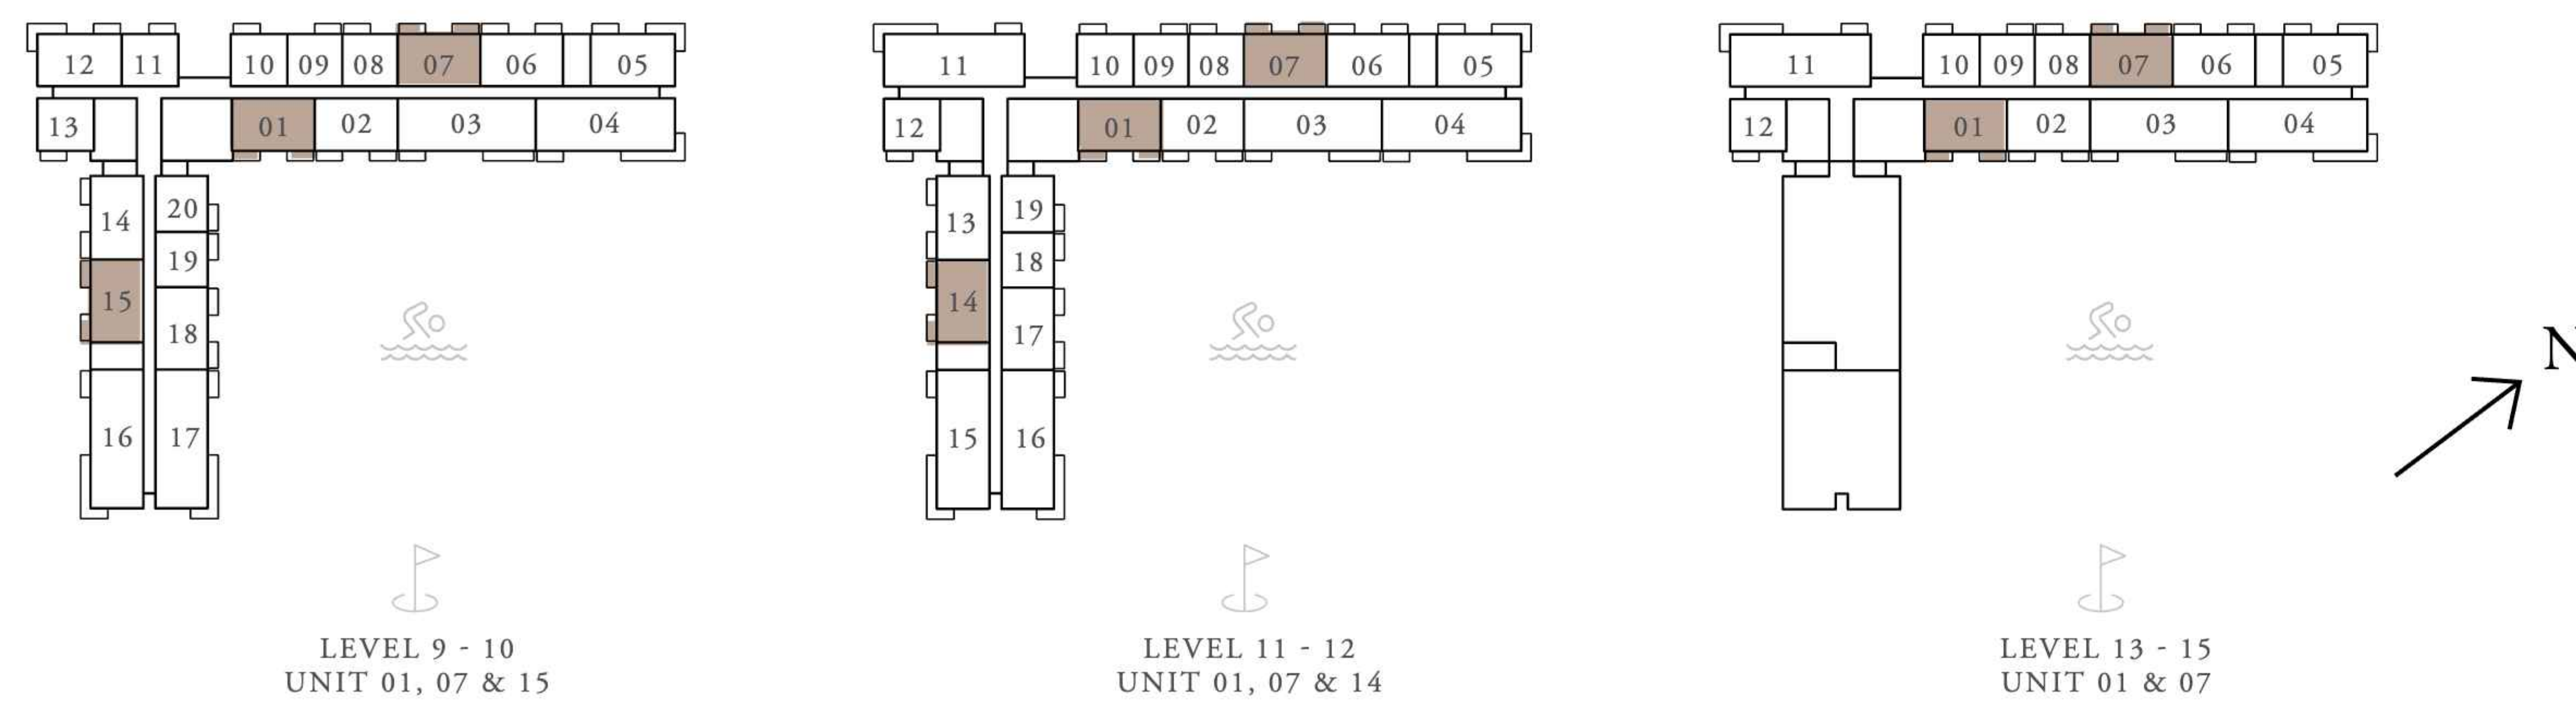 12 11 10 09 08 07 06 05
13 01 02 03 04
14 20
19
15
18
16 17
LEVEL 9 - 10
UNIT 01, 07 & 15
11 10 09 08 07 06 05
12 01 02 03 04
13 19
18
14
17
15 16
LEVEL 11 - 12
UNIT 01, 07 & 14
11 10 09 08 07 06 05
12 01 02 03 04
LEVEL 13 - 15
UNIT 01 & 07
N